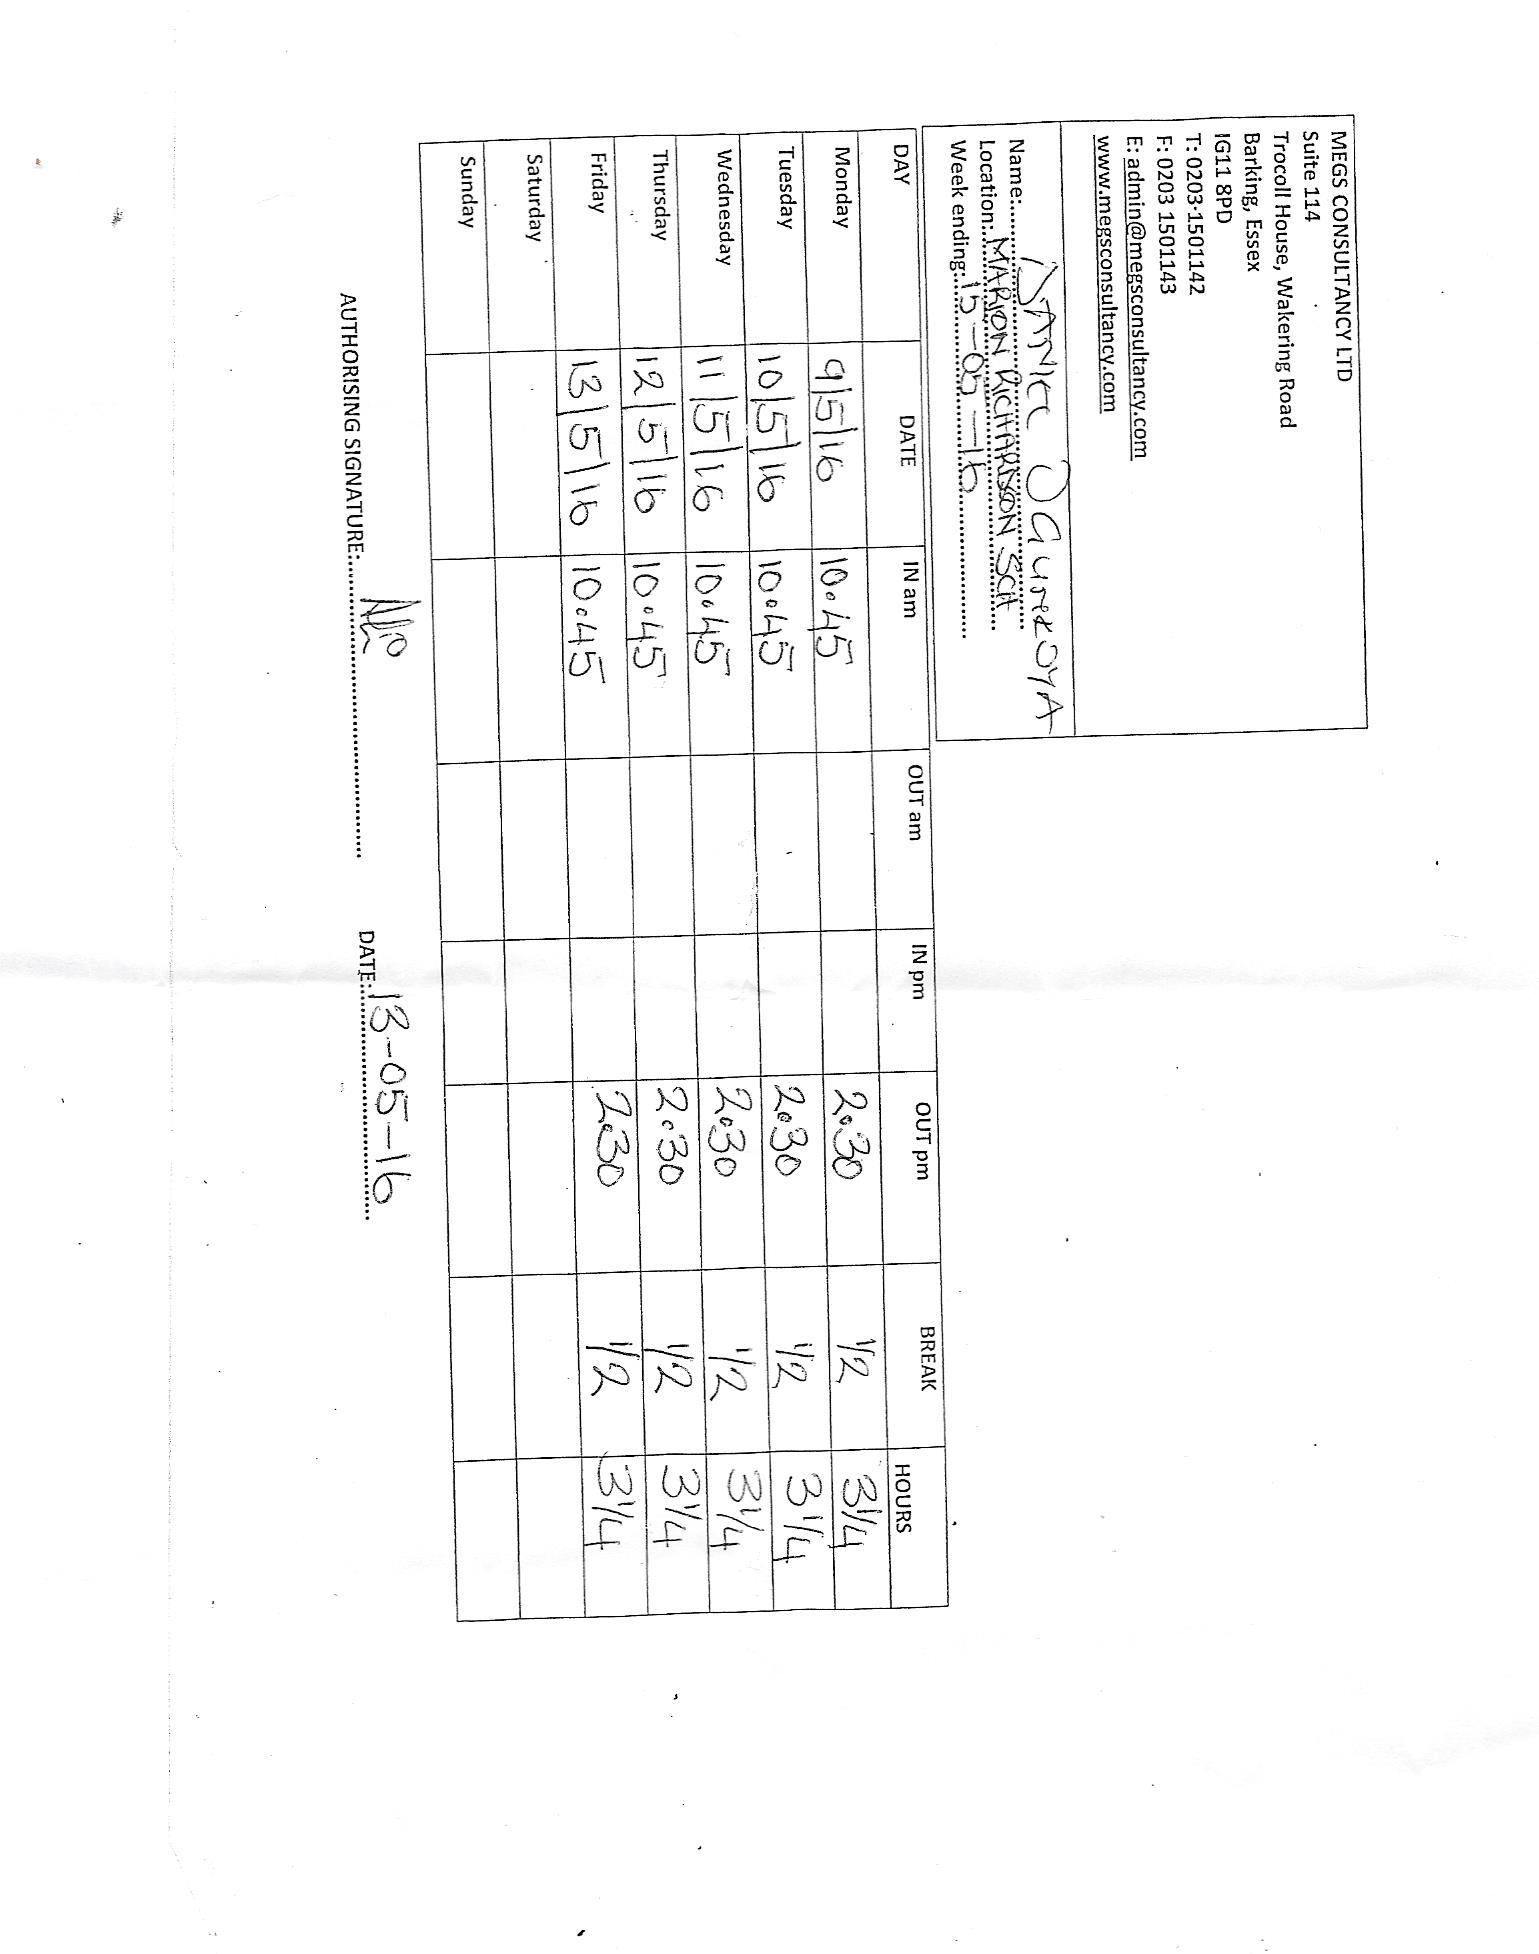 MEGS CONSULTANCY LTD
Suite 114
Trocoll House, Wakering Road
Barking, Essex
IG11 8PD
T: 0203-1501142
F: 0203 1501143
E: admin@megsconsultancy.com
www.megsconsultancy.com
Name:
Location: MARION RICHARDSON SCH
Week ending: 15-05-16
DAY DATE IN am OUT am IN pm OUT pm BREAK HOURS
Monday 9/5/16 10.45 2.30 1/2 3 1/4
Tuesday 10/5/16 10.45 2.30 1/2 3 1/4
Wednesday 11/5/16 10.45 2.30 1/2 3 1/4
Thursday 12/5/16 10.45 2.30 1/2 3 1/4
Friday 13/5/16 10.45 2.30 1/2 3 1/4
Saturday
Sunday
AUTHORISING SIGNATURE: DATE: 13-05-16